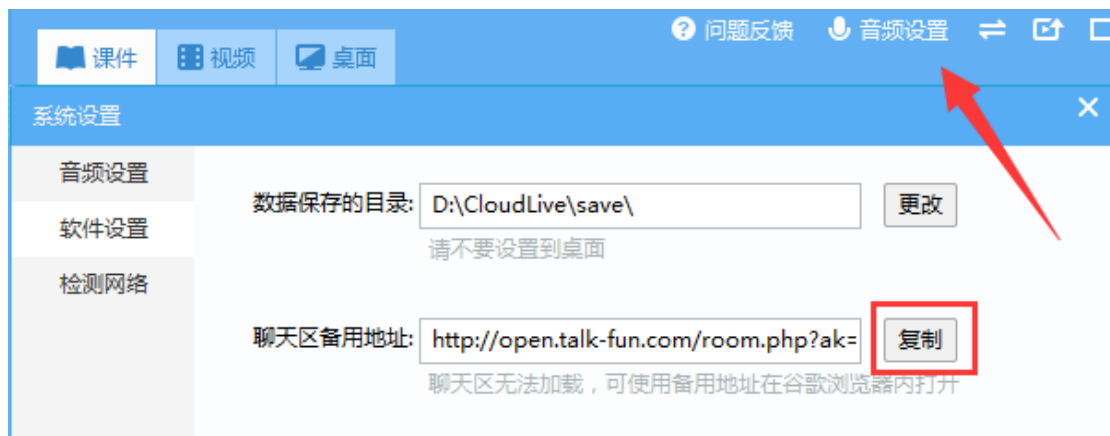 问题反馈 音频设置
课件 视频 桌面
系统设置
音频设置
数据保存的目录: D:\CloudLive\save\ 更改
软件设置
请不要设置到桌面
检测网络
聊天区备用地址: http://open.talk-fun.com/room.php?ak= 复制
聊天区无法加载，可使用备用地址在谷歌浏览器内打开